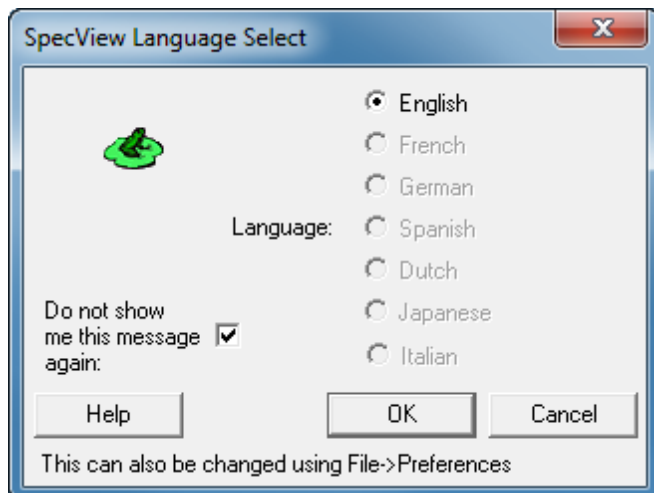 SpecView Language Select
English
French
German
Language:
Spanish
Dutch
Do not show
me this message
again:
Japanese
Italian
Help
OK
Cancel
This can also be changed using File->Preferences